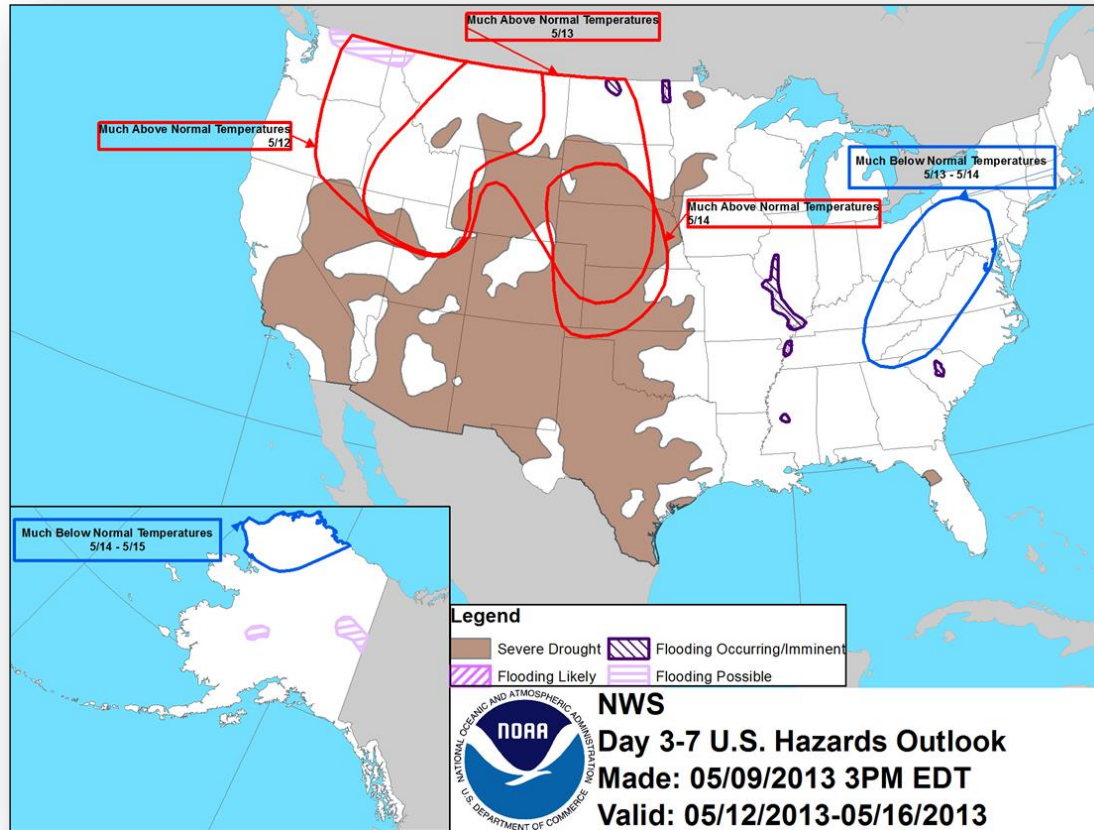 Much Above Normal Temperatures
5/13
Much Above Normal Temperatures
5/12
Much Below Normal Temperatures
5/13 - 5/14
Much Above Normal Temperatures
5/14
Much Below Normal Temperatures
5/14 - 5/15
Legend
Severe Drought
Flooding Occurring/Imminent
Flooding Likely
Flooding Possible
NATIONAL OCEANIC AND ATMOSPHERIC ADMINISTRATION
NOAA
U.S. DEPARTMENT OF COMMERCE
NWS
Day 3-7 U.S. Hazards Outlook
Made: 05/09/2013 3PM EDT
Valid: 05/12/2013-05/16/2013